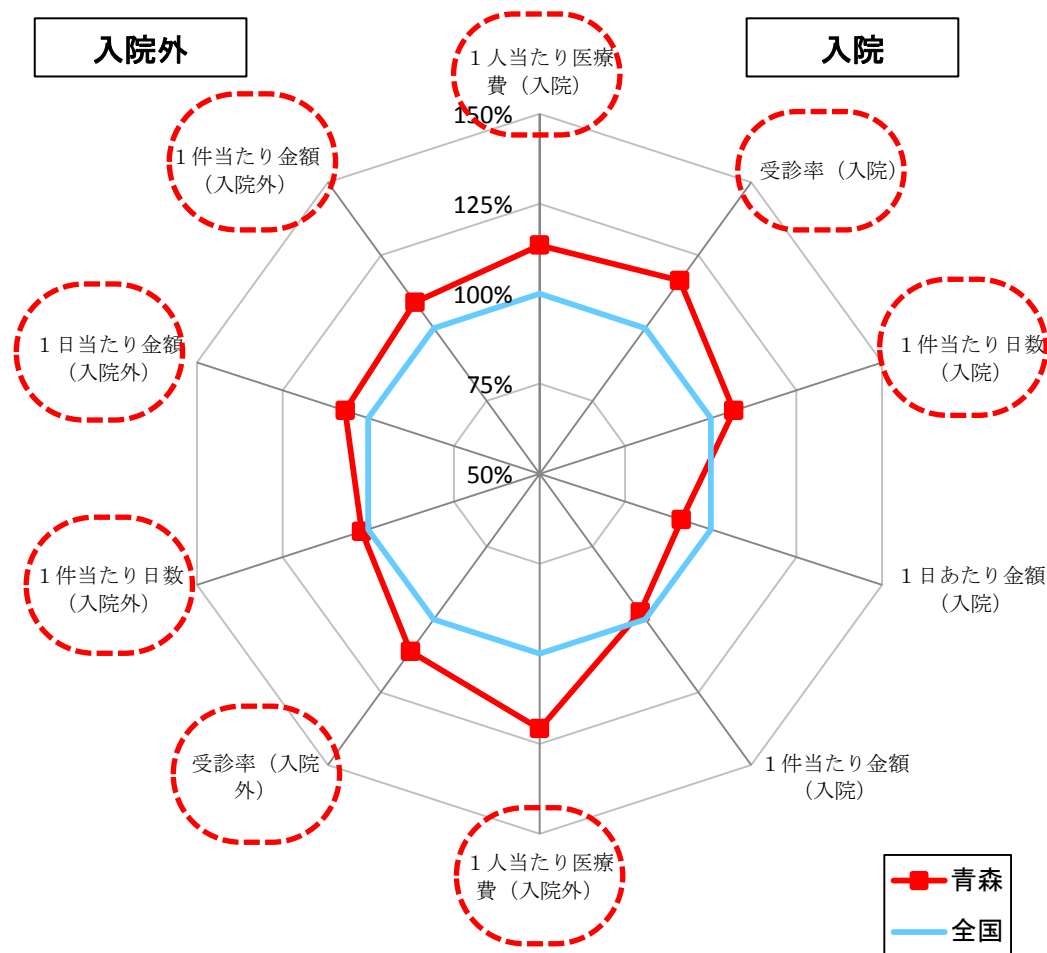 入院外
入院
１人当たり医療
費（入院）
150%
125%
100%
75%
50%
受診率（入院）
１件当たり日数
（入院）
１日あたり金額
（入院）
１件当たり金額
（入院）
１人当たり医療
費（入院外）
受診率（入院
外）
１件当たり日数
（入院外）
１日当たり金額
（入院外）
１件当たり金額
（入院外）
青森
全国